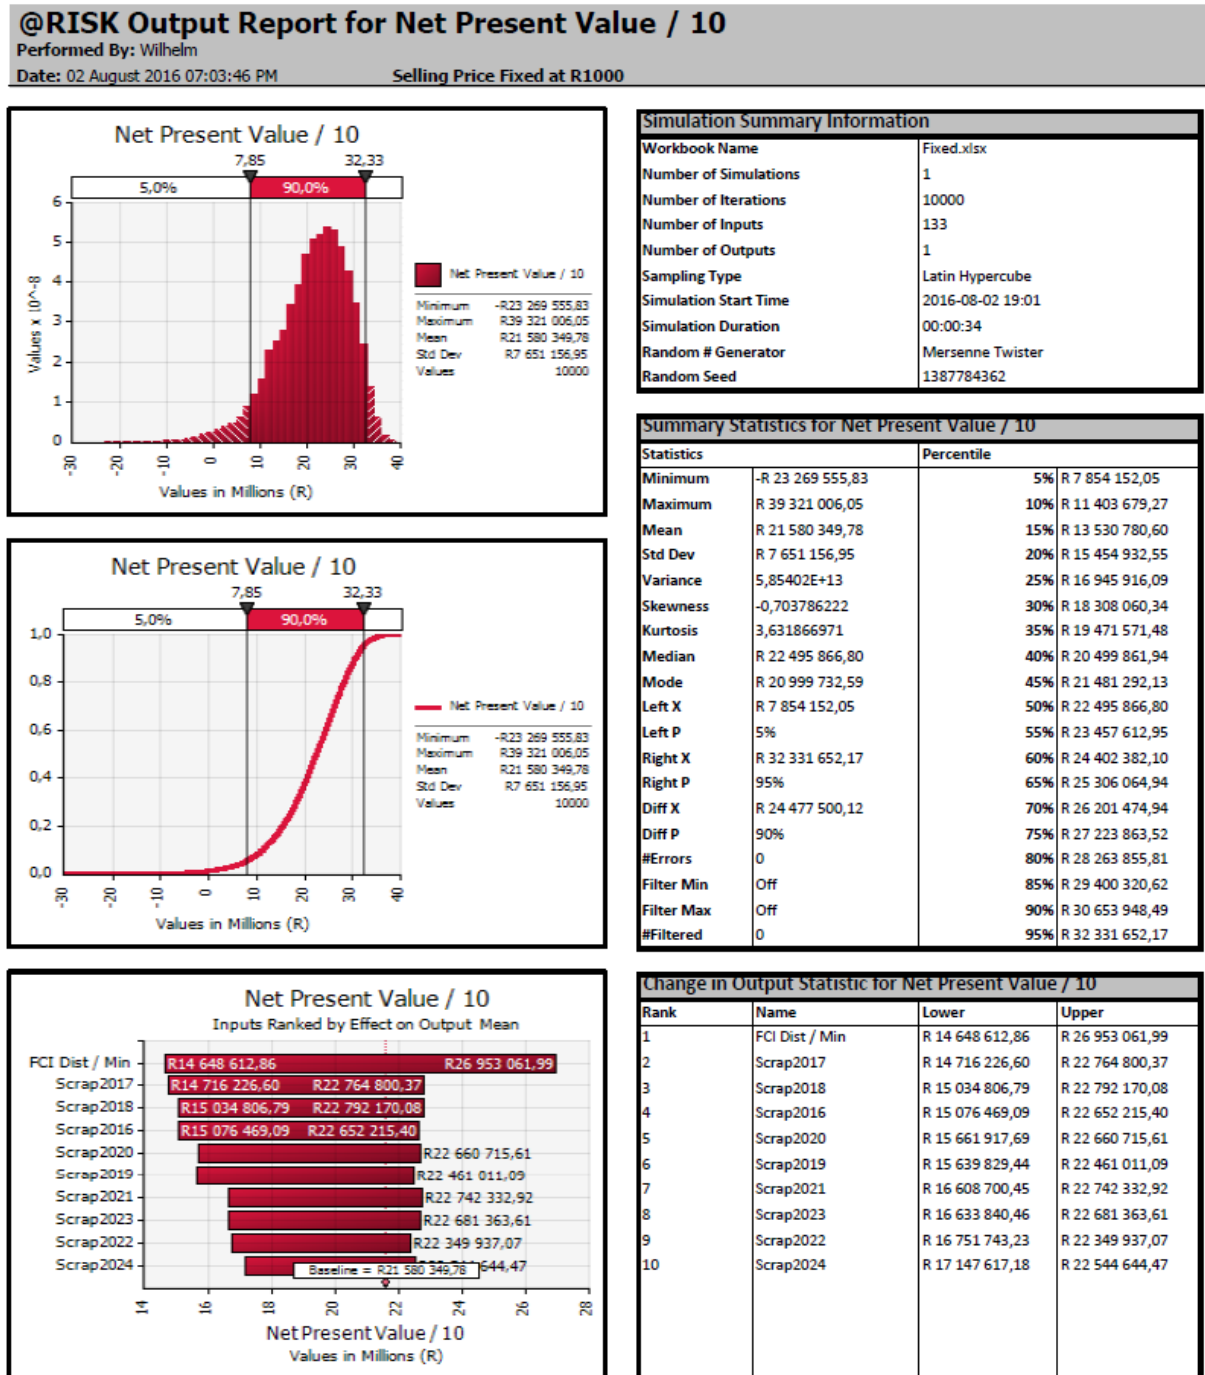 @RISK Output Report for Net Present Value / 10
Performed By: Wilhelm
Date: 02 August 2016 07:03:46 PM Selling Price Fixed at R1000
Net Present Value / 10
7,85 32,33
5,0% 90,0%
6
5
4
3
2
1
0
Values x 10^-8
-30 -20 -10 0 10 20 30 40
Values in Millions (R)
Net Present Value / 10
Minimum -R23 269 555,83
Maximum R39 321 006,05
Mean R21 580 349,78
Std Dev R7 651 156,95
Values 10000
Simulation Summary Information
Workbook Name Fixed.xlsx
Number of Simulations 1
Number of Iterations 10000
Number of Inputs 133
Number of Outputs 1
Sampling Type Latin Hypercube
Simulation Start Time 2016-08-02 19:01
Simulation Duration 00:00:34
Random # Generator Mersenne Twister
Random Seed 1387784362
Net Present Value / 10
7,85 32,33
5,0% 90,0%
1,0
0,8
0,6
0,4
0,2
0,0
-30 -20 -10 0 10 20 30 40
Values in Millions (R)
Net Present Value / 10
Minimum -R23 269 555,83
Maximum R39 321 006,05
Mean R21 580 349,78
Std Dev R7 651 156,95
Values 10000
Summary Statistics for Net Present Value / 10
Statistics Percentile
Minimum -R 23 269 555,83 5% R 7 854 152,05
Maximum R 39 321 006,05 10% R 11 403 679,27
Mean R 21 580 349,78 15% R 13 530 780,60
Std Dev R 7 651 156,95 20% R 15 454 932,55
Variance 5,85402E+13 25% R 16 945 916,09
Skewness -0,703786222 30% R 18 308 060,34
Kurtosis 3,631866971 35% R 19 471 571,48
Median R 22 495 866,80 40% R 20 499 861,94
Mode R 20 999 732,59 45% R 21 481 292,13
Left X R 7 854 152,05 50% R 22 495 866,80
Left P 5% 55% R 23 457 612,95
Right X R 32 331 652,17 60% R 24 402 382,10
Right P 95% 65% R 25 306 064,94
Diff X R 24 477 500,12 70% R 26 201 474,94
Diff P 90% 75% R 27 223 863,52
#Errors 0 80% R 28 263 855,81
Filter Min Off 85% R 29 400 320,62
Filter Max Off 90% R 30 653 948,49
#Filtered 0 95% R 32 331 652,17
Net Present Value / 10
Inputs Ranked by Effect on Output Mean
FCI Dist / Min R14 648 612,86 R26 953 061,99
Scrap2017 R14 716 226,60 R22 764 800,37
Scrap2018 R15 034 806,79 R22 792 170,08
Scrap2016 R15 076 469,09 R22 652 215,40
Scrap2020 R22 660 715,61
Scrap2019 R22 461 011,09
Scrap2021 R22 742 332,92
Scrap2023 R22 681 363,61
Scrap2022 R22 349 937,07
Scrap2024 644,47
Baseline = R21 580 349,78
14 16 18 20 22 24 26 28
Net Present Value / 10
Values in Millions (R)
Change in Output Statistic for Net Present Value / 10
Rank Name Lower Upper
1 FCI Dist / Min R 14 648 612,86 R 26 953 061,99
2 Scrap2017 R 14 716 226,60 R 22 764 800,37
3 Scrap2018 R 15 034 806,79 R 22 792 170,08
4 Scrap2016 R 15 076 469,09 R 22 652 215,40
5 Scrap2020 R 15 661 917,69 R 22 660 715,61
6 Scrap2019 R 15 639 829,44 R 22 461 011,09
7 Scrap2021 R 16 608 700,45 R 22 742 332,92
8 Scrap2023 R 16 633 840,46 R 22 681 363,61
9 Scrap2022 R 16 751 743,23 R 22 349 937,07
10 Scrap2024 R 17 147 617,18 R 22 544 644,47